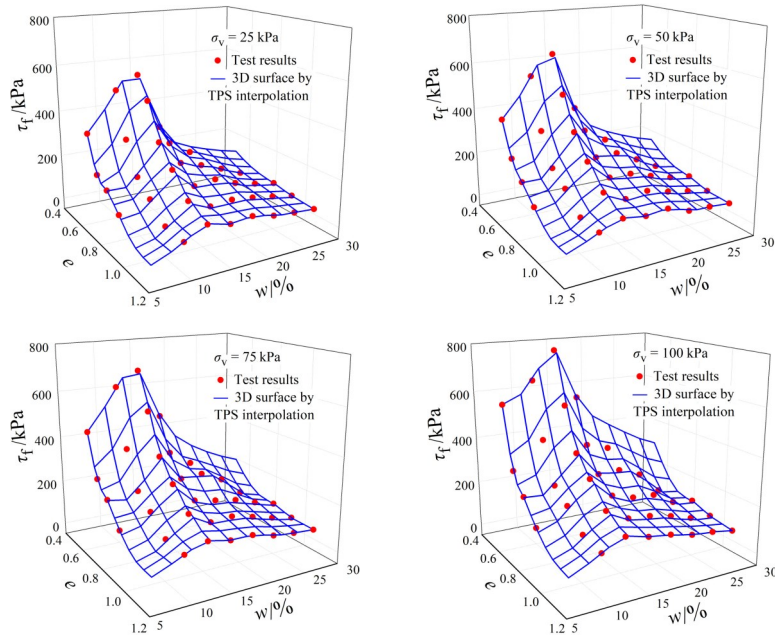 800
600
400
200
0
τf/kPa
σv = 25 kPa
Test results
3D surface by
TPS interpolation
0.4
0.6
0.8
1.0
1.2
e
5
10
15
20
25
30
w/%
800
600
400
200
0
τf/kPa
σv = 50 kPa
Test results
3D surface by
TPS interpolation
0.4
0.6
0.8
1.0
1.2
e
5
10
15
20
25
30
w/%
800
600
400
200
0
τf/kPa
σv = 75 kPa
Test results
3D surface by
TPS interpolation
0.4
0.6
0.8
1.0
1.2
e
5
10
15
20
25
30
w/%
800
600
400
200
0
τf/kPa
σv = 100 kPa
Test results
3D surface by
TPS interpolation
0.4
0.6
0.8
1.0
1.2
e
5
10
15
20
25
30
w/%